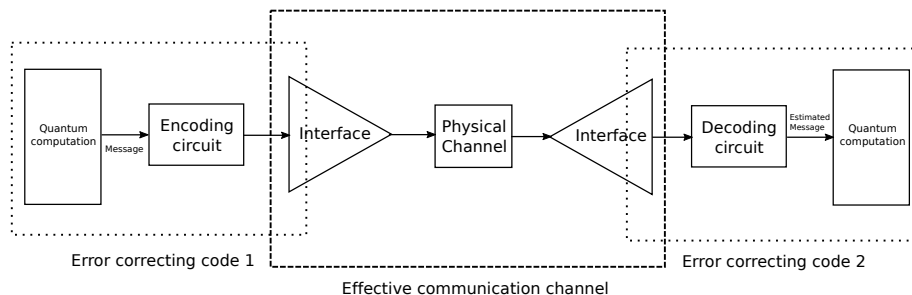 Quantum
computation
Message
Encoding
circuit
Interface
Physical
Channel
Interface
Decoding
circuit
Estimated
Message
Quantum
computation
Error correcting code 1
Error correcting code 2
Effective communication channel